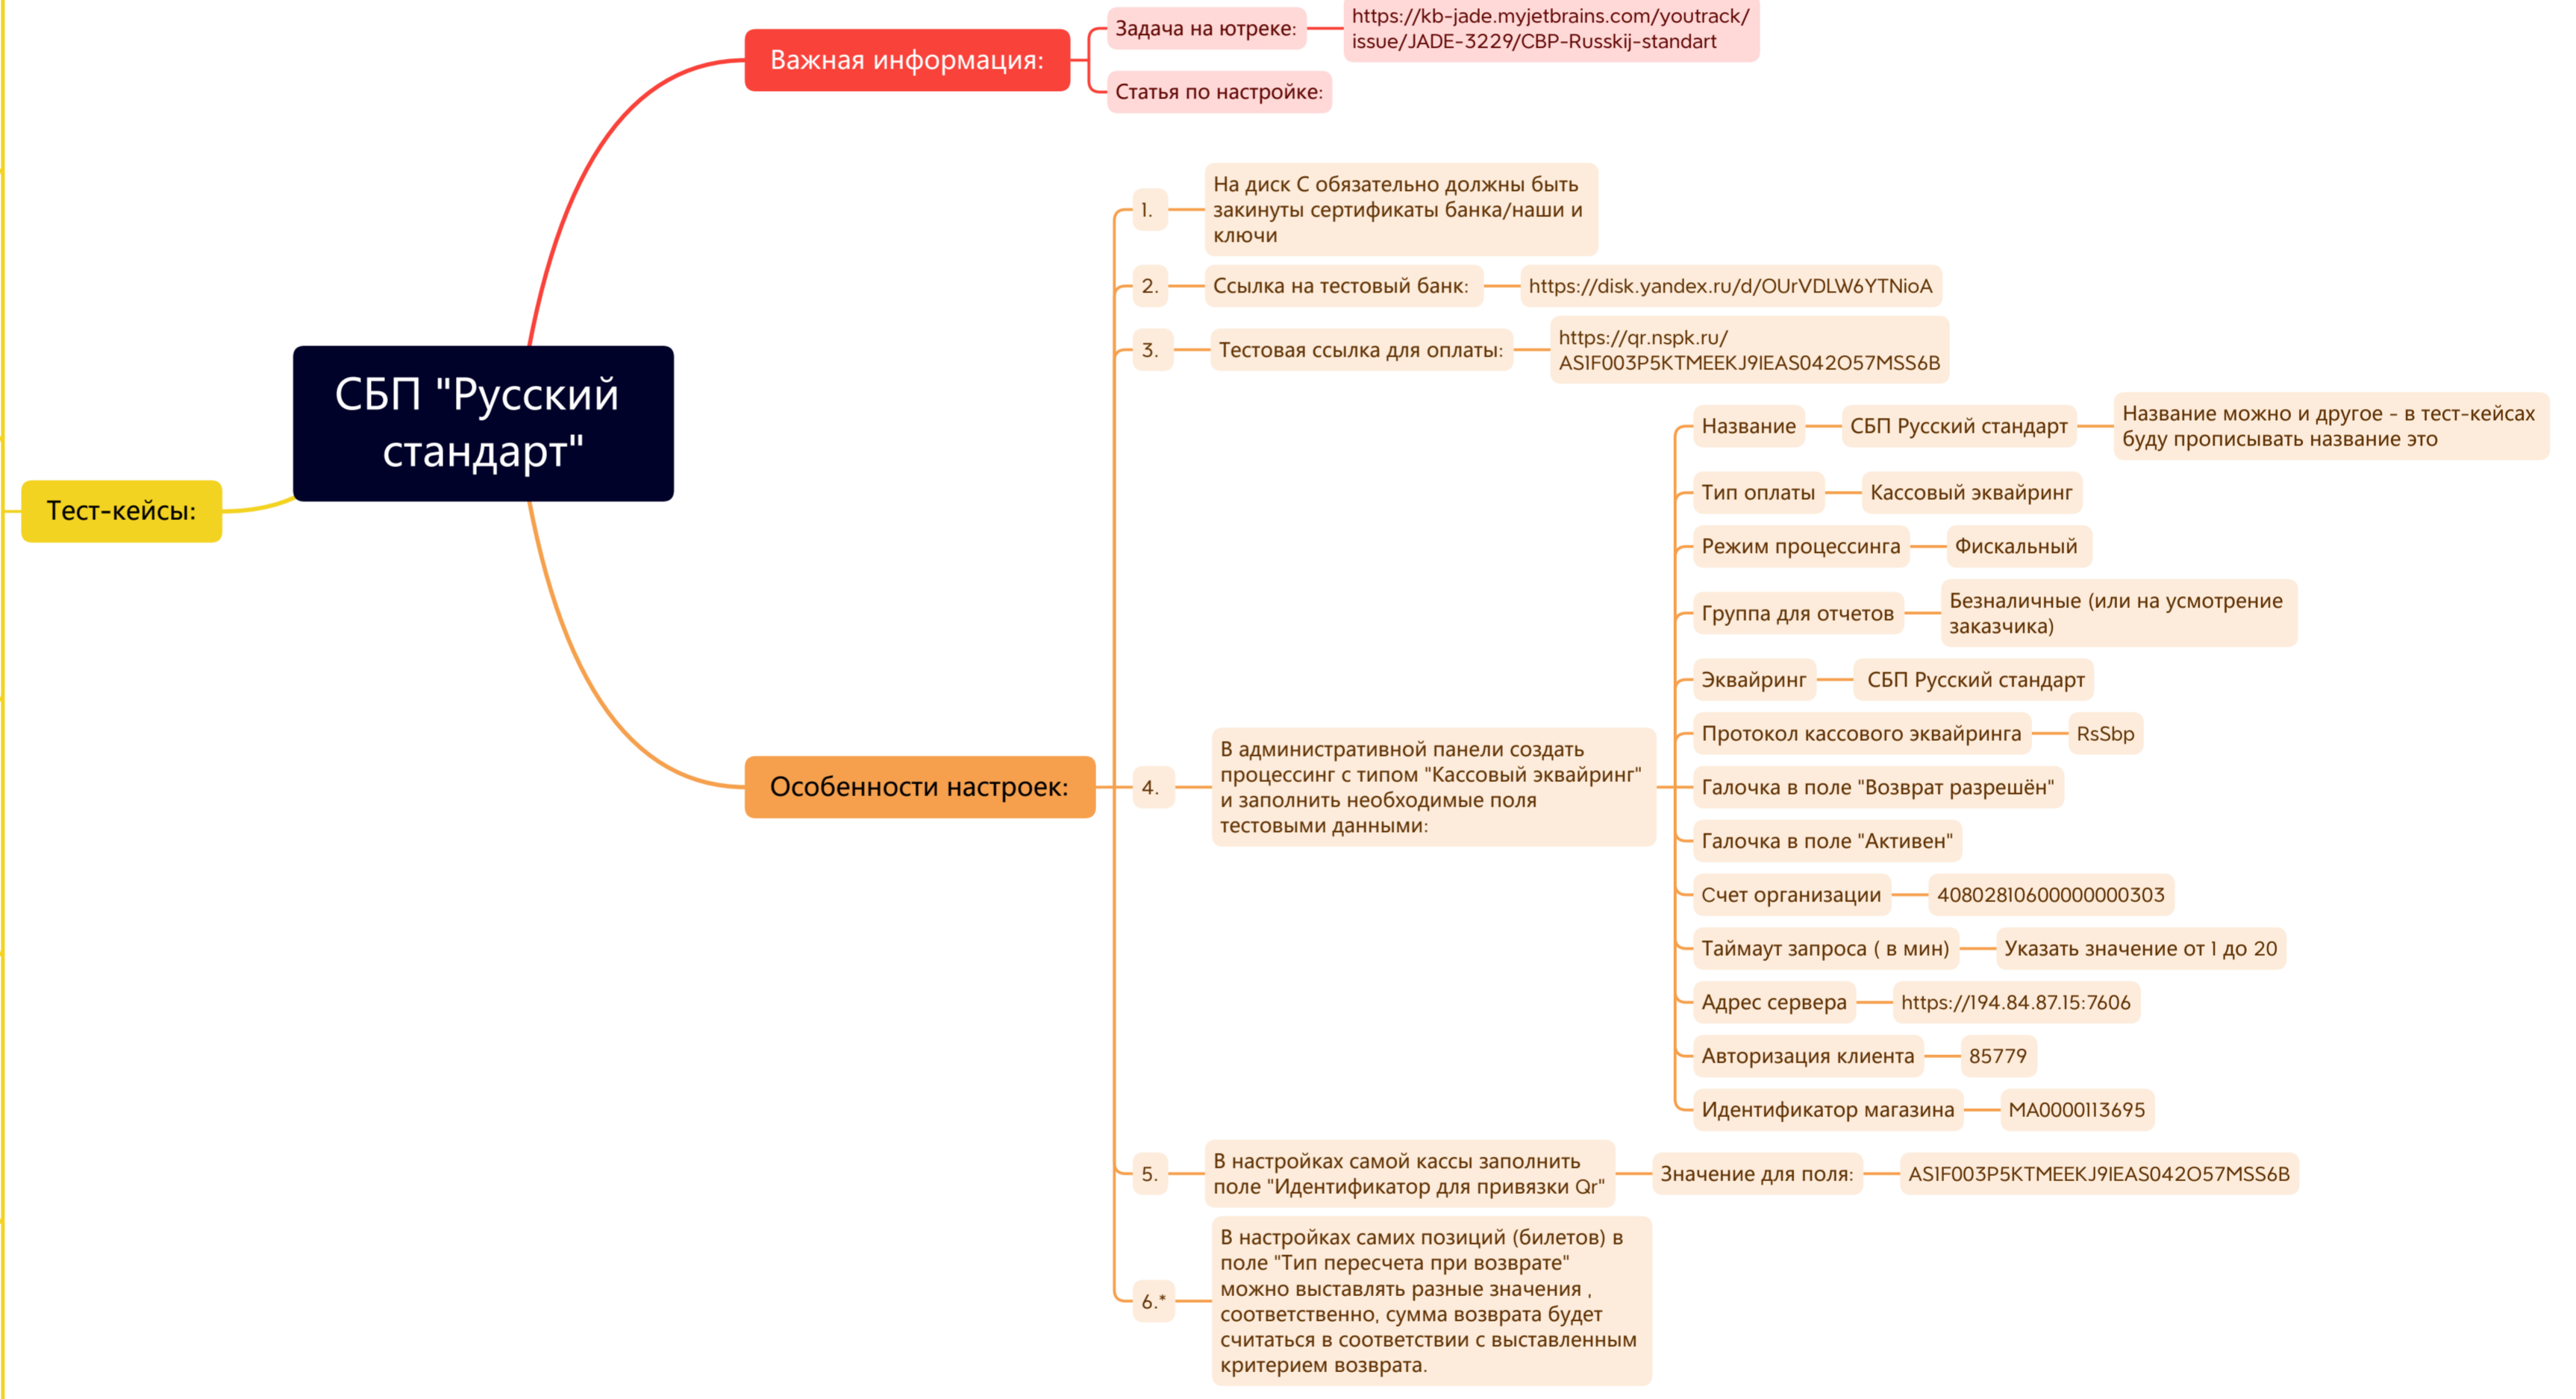 Важная информация:
Задача на ютреке:
https://kb-jade.myjetbrains.com/youtrack/
issue/JADE-3229/CBP-Russkij-standart
Статья по настройке:
СБП "Русский
стандарт"
Тест-кейсы:
Особенности настроек:
1.
На диск С обязательно должны быть
закинуты сертификаты банка/наши и
ключи
2.
Ссылка на тестовый банк:
https://disk.yandex.ru/d/OUrVDLW6YTNioA
3.
Тестовая ссылка для оплаты:
https://qr.nspk.ru/
AS1F003P5KTMEEKJ9IEAS042O57MSS6B
4.
В административной панели создать
процессинг с типом "Кассовый эквайринг"
и заполнить необходимые поля
тестовыми данными:
Название
СБП Русский стандарт
Название можно и другое - в тест-кейсах
буду прописывать название это
Тип оплаты
Кассовый эквайринг
Режим процессинга
Фискальный
Группа для отчетов
Безналичные (или на усмотрение
заказчика)
Эквайринг
СБП Русский стандарт
Протокол кассового эквайринга
RsSbp
Галочка в поле "Возврат разрешён"
Галочка в поле "Активен"
Счет организации
40802810600000000303
Таймаут запроса ( в мин)
Указать значение от 1 до 20
Адрес сервера
https://194.84.87.15:7606
Авторизация клиента
85779
Идентификатор магазина
MA0000113695
5.
В настройках самой кассы заполнить
поле "Идентификатор для привязки Qr"
Значение для поля:
AS1F003P5KTMEEKJ9IEAS042O57MSS6B
6.*
В настройках самих позиций (билетов) в
поле "Тип пересчета при возврате"
можно выставлять разные значения ,
соответственно, сумма возврата будет
считаться в соответствии с выставленным
критерием возврата.